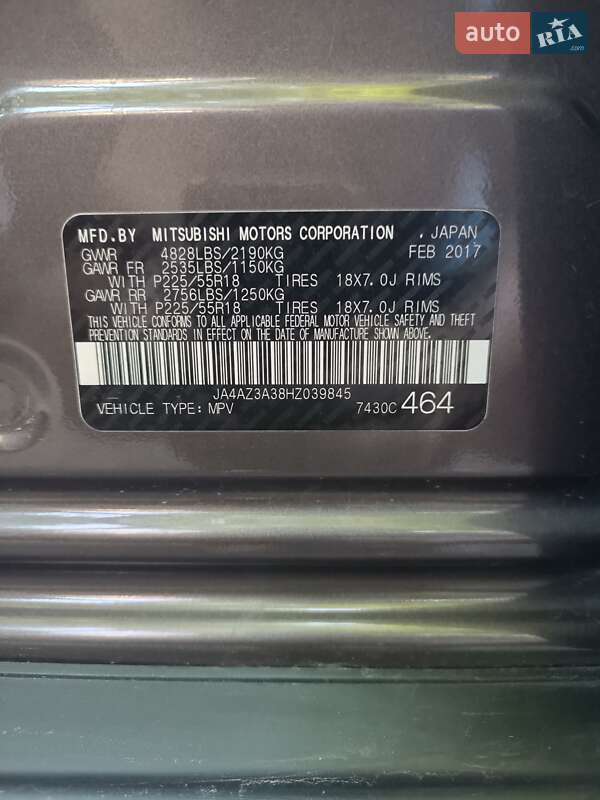 auto RIA .com
MFD.BY MITSUBISHI MOTORS CORPORATION . JAPAN
GVWR 4828LBS/2190KG FEB 2017
GAWR FR 2535LBS/1150KG
WITH P225/55R18 TIRES 18X7.0J RIMS
GAWR RR 2756LBS/1250KG
WITH P225/55R18 TIRES 18X7.0J RIMS
THIS VEHICLE CONFORMS TO ALL APPLICABLE FEDERAL MOTOR VEHICLE SAFETY AND THEFT
PREVENTION STANDARDS IN EFFECT ON THE DATE OF MANUFACTURE SHOWN ABOVE.
JA4AZ3A38HZ039845
VEHICLE TYPE:MPV 7430C 464